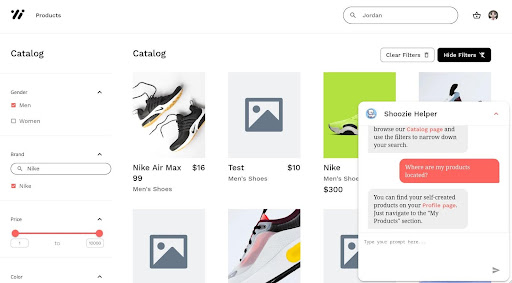 Products
Jordan
Catalog
Catalog
Clear Filters
Hide Filters
Gender
Men
Women
Brand
Nike
Nike
Price
1
to
10000
Color
Nike Air Max 99
$16
Men's Shoes
Test
$10
Men's Shoes
Nike
Men's Shoes
$300
Shoozie Helper
browse our Catalog page and
use the filters to narrow down
your search.
Where are my products
located?
You can find your self-created
products on your Profile page.
Just navigate to the "My
Products" section.
Type your prompt here...